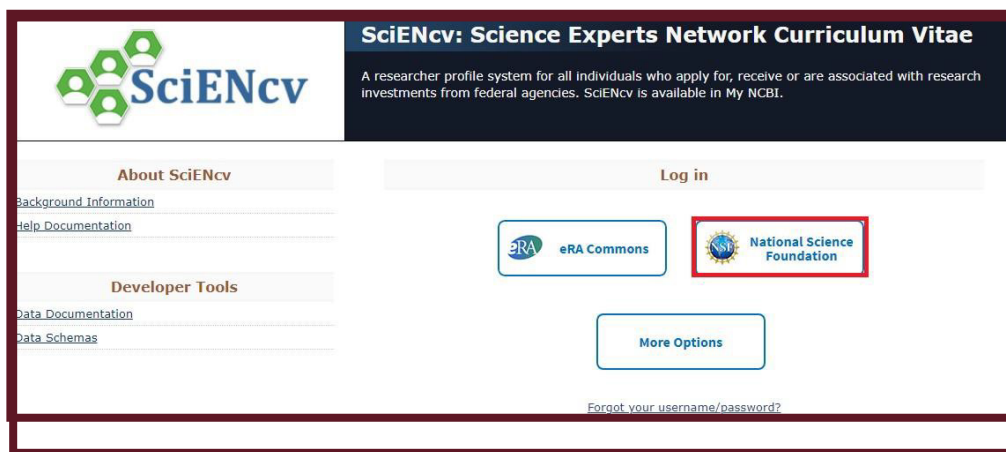 SciENcv
SciENcv: Science Experts Network Curriculum Vitae
A researcher profile system for all individuals who apply for, receive or are associated with research
investments from federal agencies. SciENcv is available in My NCBI.
About SciENcv
Background Information
Help Documentation
Developer Tools
Data Documentation
Data Schemas
Log in
eRA
eRA Commons
NSF
National Science
Foundation
More Options
Forgot your username/password?